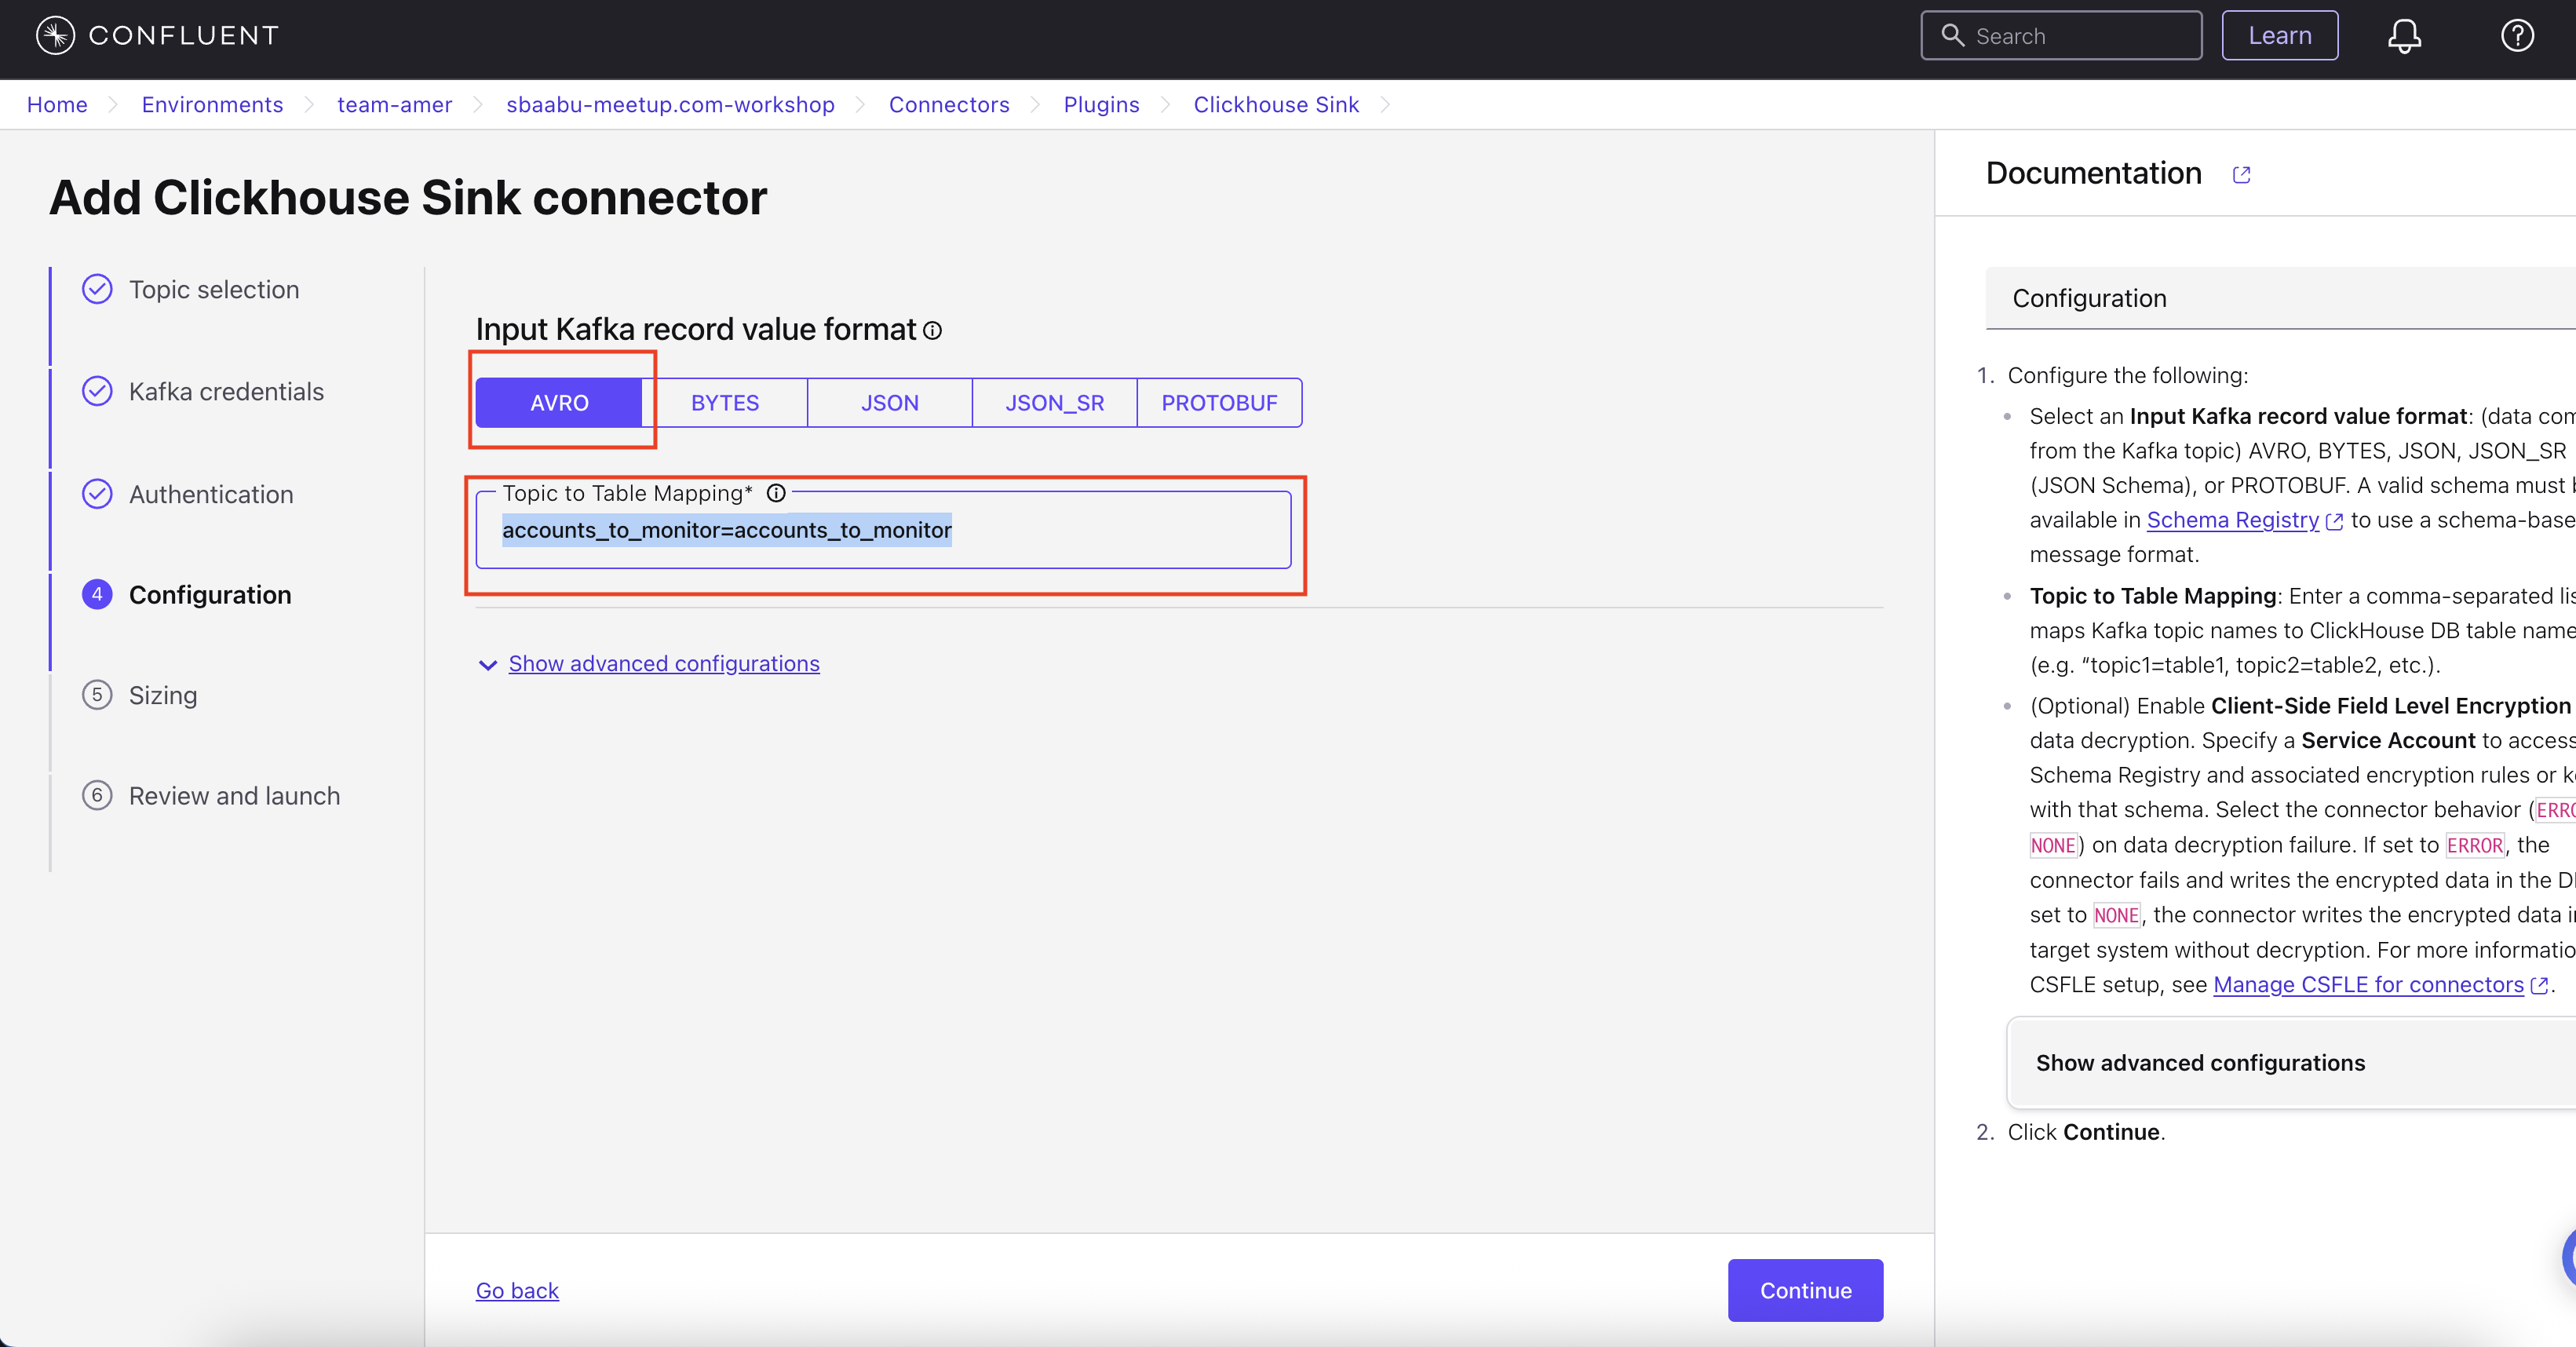 CONFLUENT
Search
Learn
Home
Environments
team-amer
sbaabu-meetup.com-workshop
Connectors
Plugins
Clickhouse Sink
Add Clickhouse Sink connector
Topic selection
Kafka credentials
Authentication
4 Configuration
5 Sizing
6 Review and launch
Input Kafka record value format
AVRO
BYTES
JSON
JSON_SR
PROTOBUF
Topic to Table Mapping*
accounts_to_monitor=accounts_to_monitor
Show advanced configurations
Go back
Continue
Documentation
Configuration
1. Configure the following:
• Select an Input Kafka record value format: (data
from the Kafka topic) AVRO, BYTES, JSON, JSON_SR
(JSON Schema), or PROTOBUF. A valid schema must
available in Schema Registry to use a
message format.
• Topic to Table Mapping: Enter a comma-separated
maps Kafka topic names to ClickHouse DB table
(e.g. “topic1=table1, topic2=table2, etc.).
• (Optional) Enable Client-Side Field Level Encryption
data decryption. Specify a Service Account to access
Schema Registry and associated encryption rules or
with that schema. Select the connector behavior (
NONE) on data decryption failure. If set to ERROR, the
connector fails and writes the encrypted data in the
set to NONE, the connector writes the encrypted data
target system without decryption. For more
CSFLE setup, see Manage CSFLE for connectors.
Show advanced configurations
2. Click Continue.